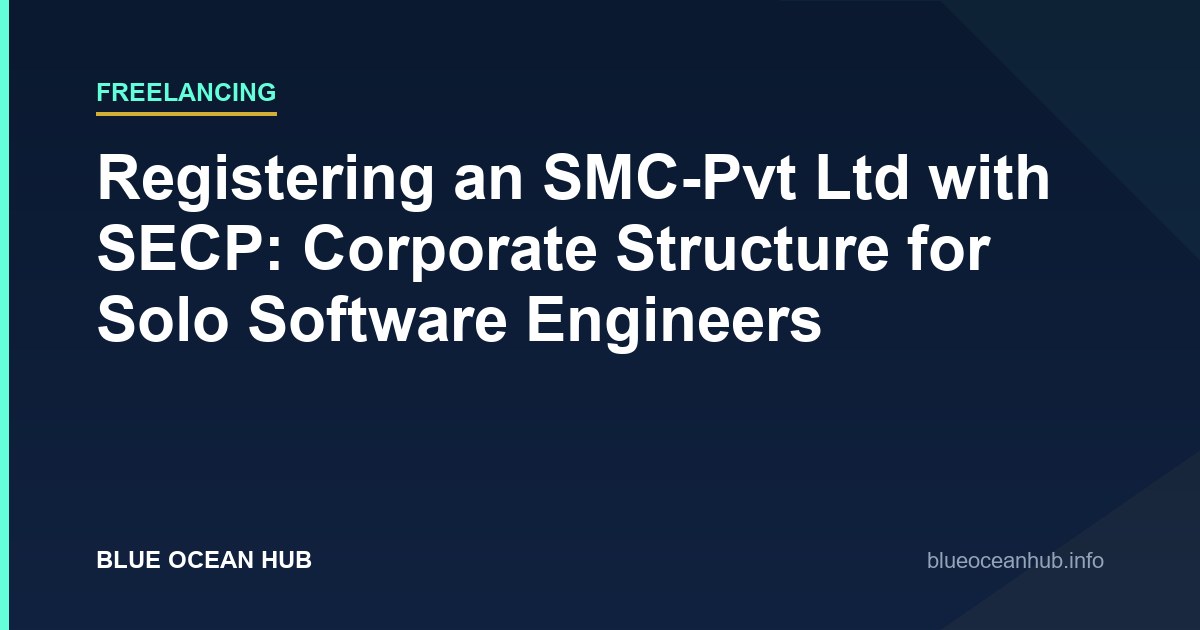 FREELANCING
Registering an SMC-Pvt Ltd with
SECP: Corporate Structure for
Solo Software Engineers
BLUE OCEAN HUB
blueoceanhub.info